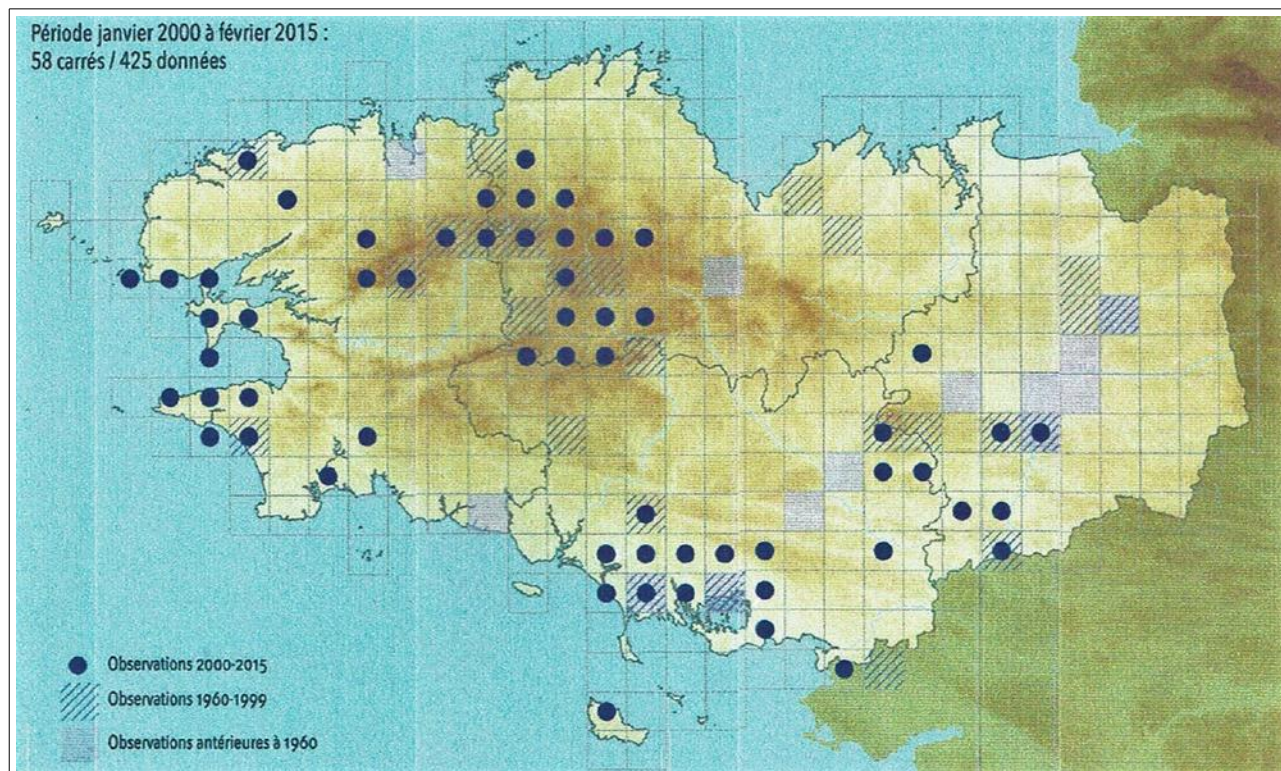 Période janvier 2000 à février 2015 :
58 carrés / 425 données
Observations 2000-2015
Observations 1960-1999
Observations antérieures à 1960